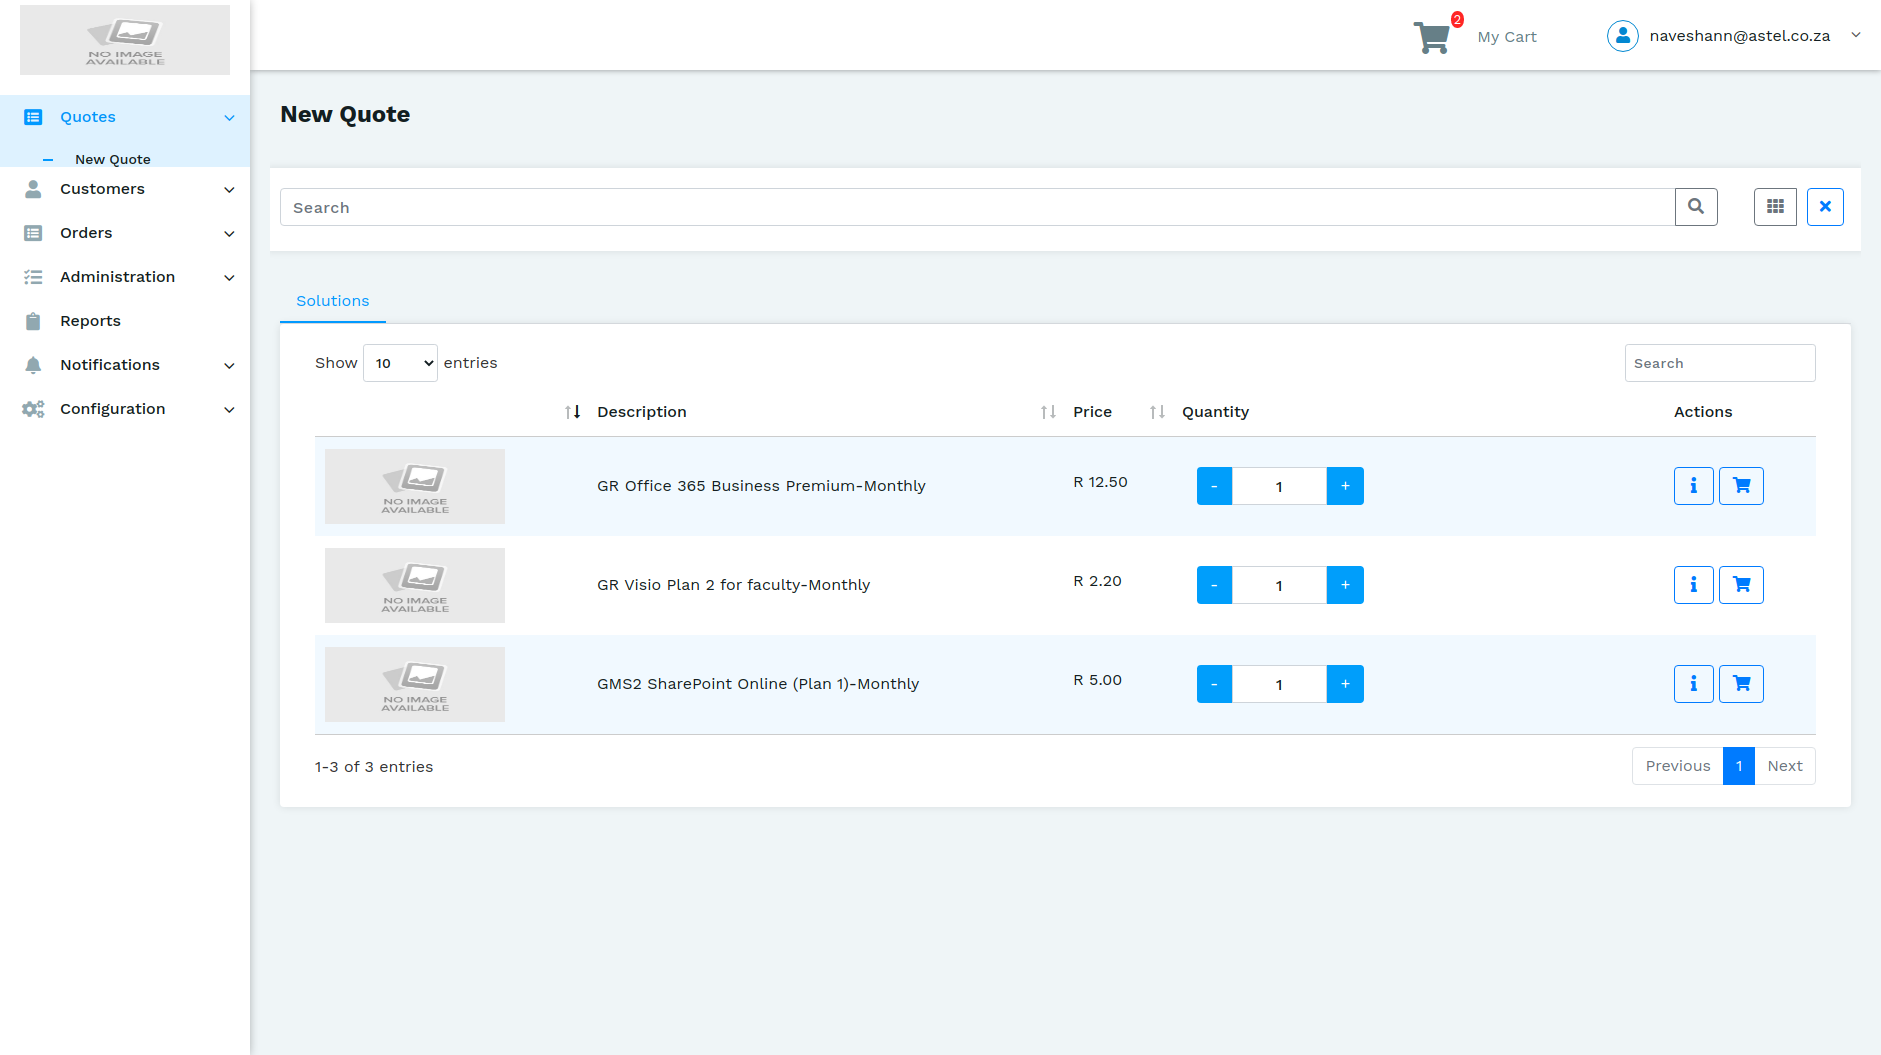 NO IMAGE
AVAILABLE
2
My Cart
naveshann@astel.co.za
Quotes
New Quote
Customers
Orders
Administration
Reports
Notifications
Configuration
New Quote
Search
Solutions
Show 10 entries
Search
Description Price Quantity Actions
NO IMAGE
AVAILABLE
GR Office 365 Business Premium-Monthly R 12.50 - 1 +
NO IMAGE
AVAILABLE
GR Visio Plan 2 for faculty-Monthly R 2.20 - 1 +
NO IMAGE
AVAILABLE
GMS2 SharePoint Online (Plan 1)-Monthly R 5.00 - 1 +
1-3 of 3 entries
Previous 1 Next